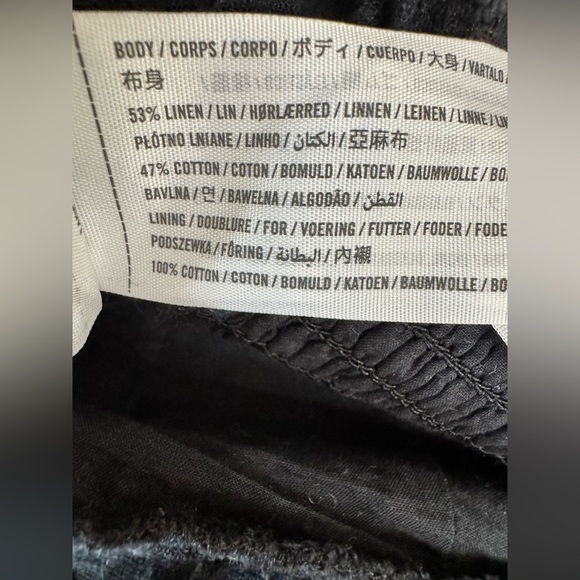 BODY / CORPS / CORPO / ボディ / CUERPO / 大身 / VARTALO /
布身
53% LINEN / LIN / HØRLÆRRED / LINNEN / LEINEN / LINNE / LIN
PŁÓTNO LNIANE / LINHO / الكتان / 亞麻布
47% COTTON / COTON / BOMULD / KATOEN / BAUMWOLLE / BO
BAVLNA / 면 / BAWEŁNA / ALGODÃO / القطن
LINING / DOUBLURE / FOR / VOERING / FUTTER / FODER / FODE
PODSZEWKA / FÔRING / البطانة / 內襯
100% COTTON / COTON / BOMULD / KATOEN / BAUMWOLLE / BO